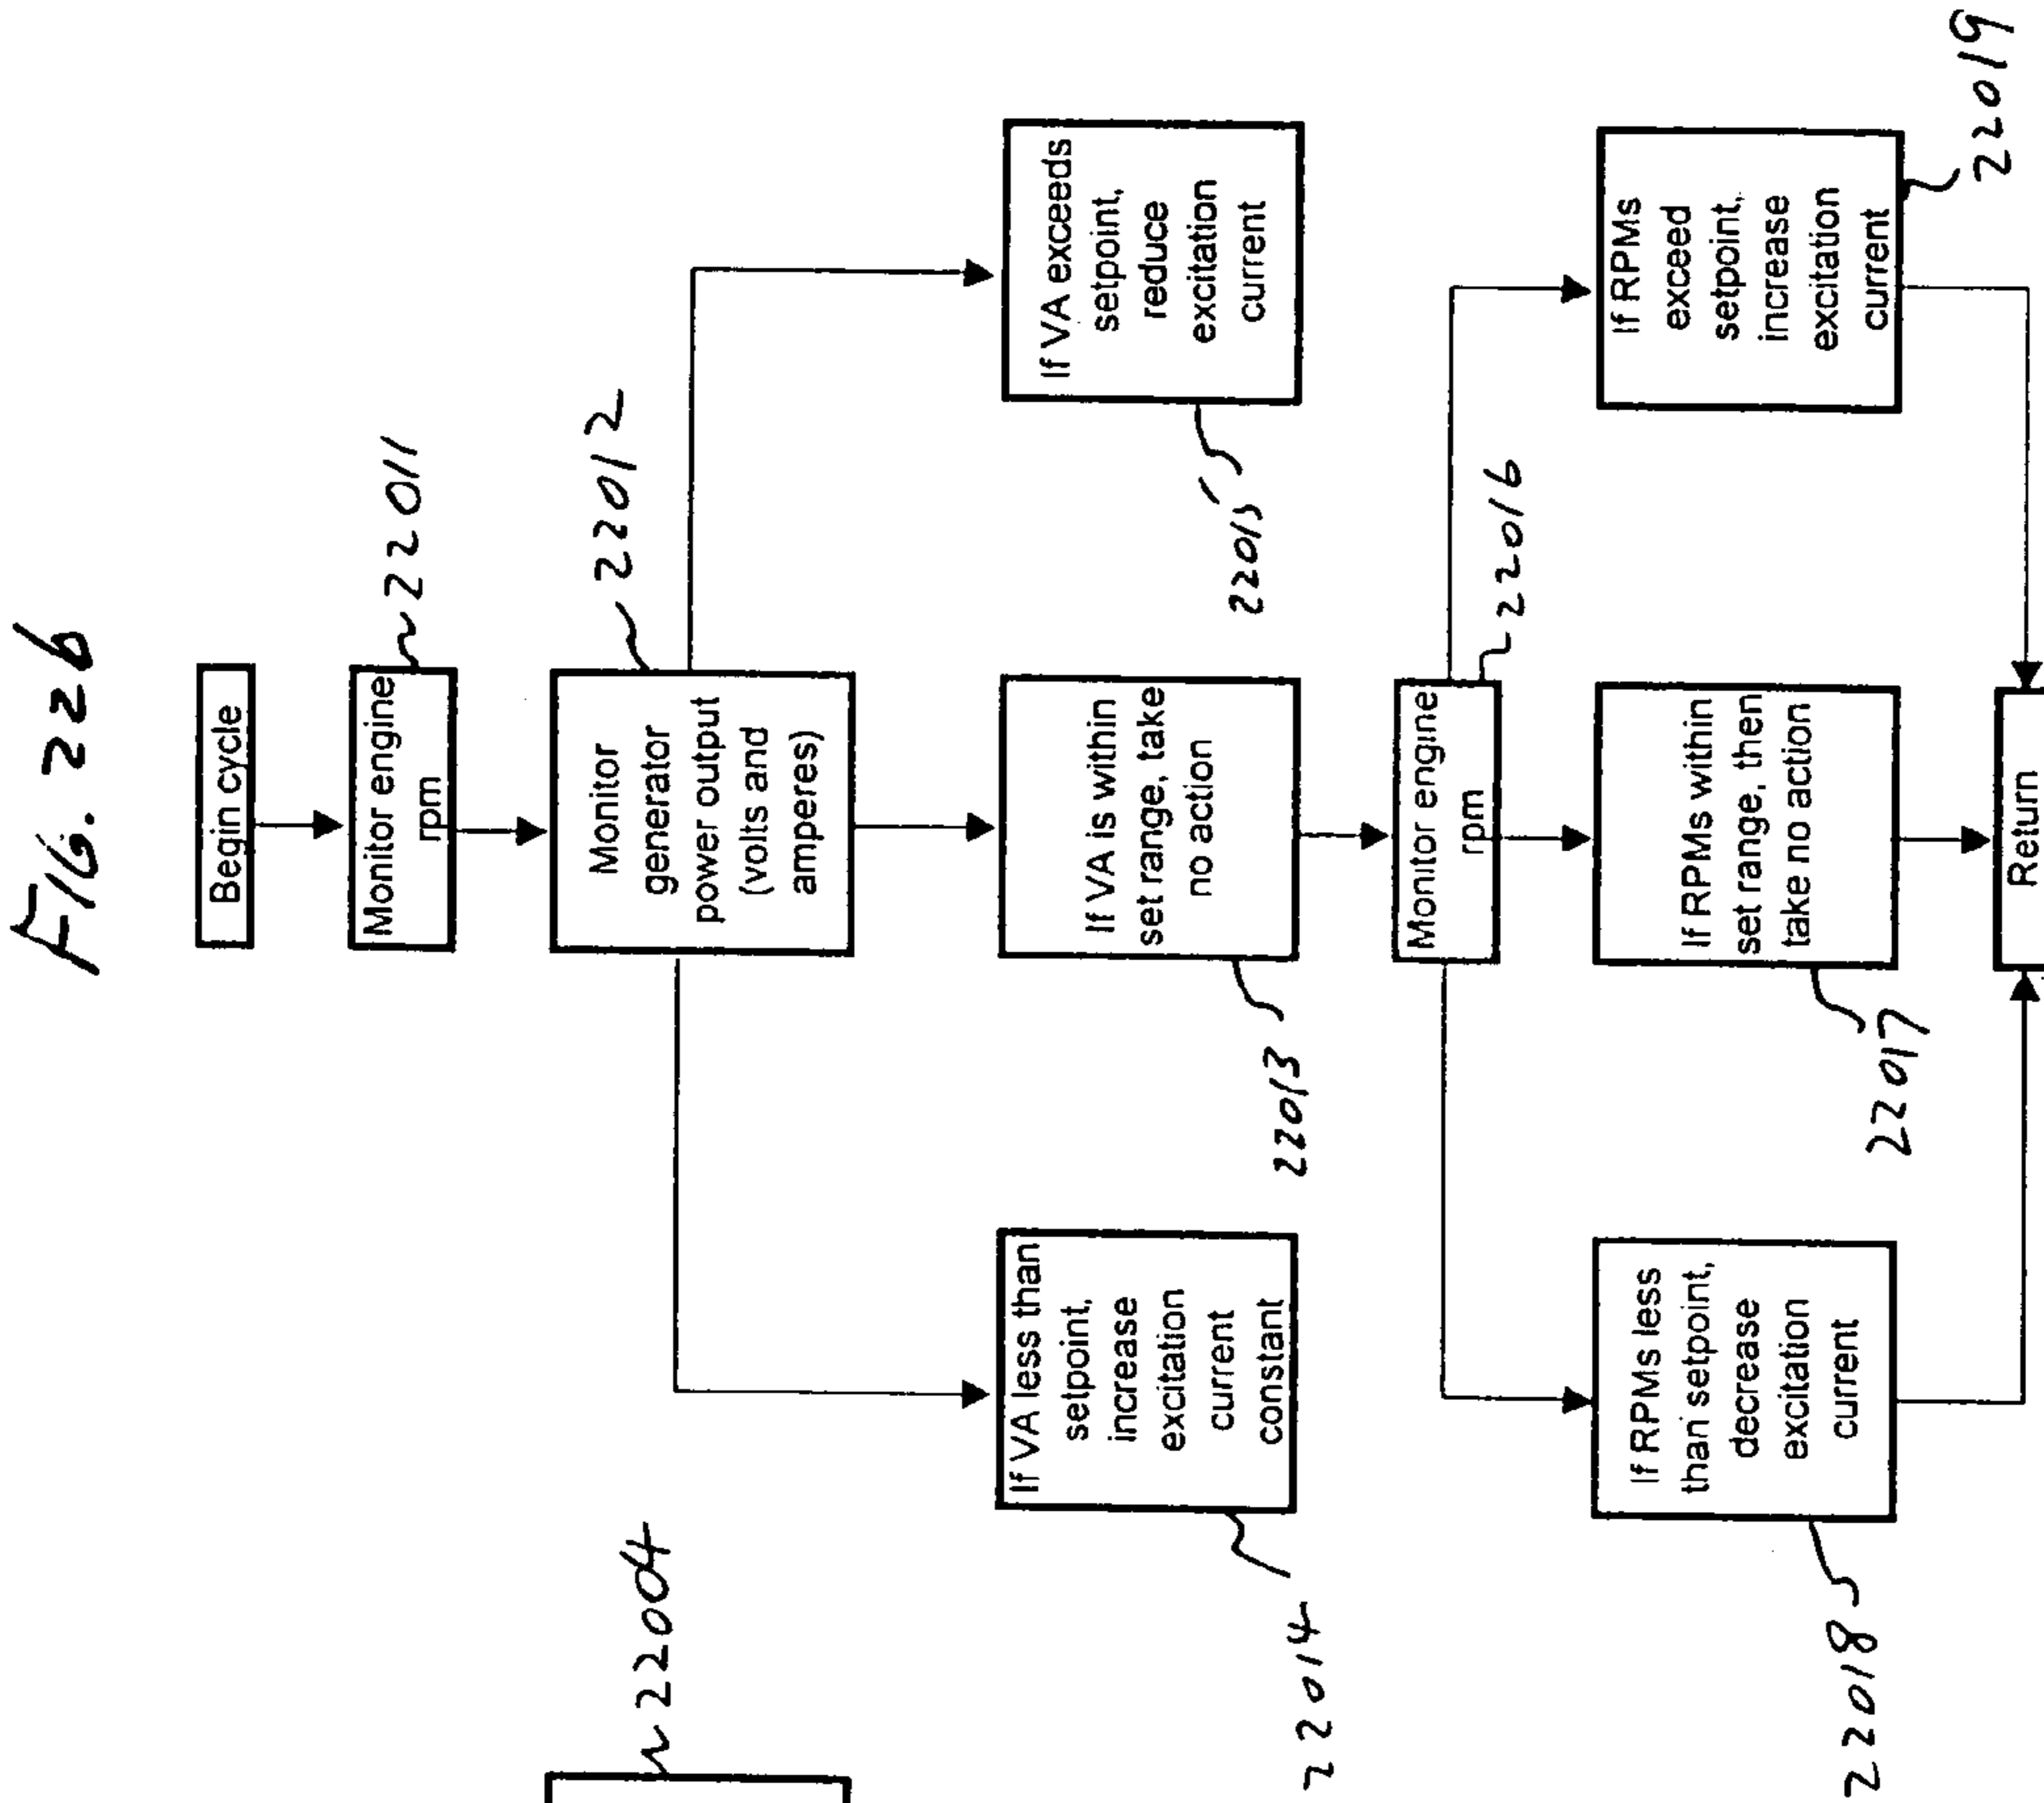 FIG. 22b
Begin cycle
Monitor engine
rpm
22011
Monitor
generator
power output
(volts and
amperes)
22012
2204
If VA less than
setpoint,
increase
excitation
current
constant
22014
If VA is within
set range, take
no action
22013
If VA exceeds
setpoint,
reduce
excitation
current
22015
Monitor engine
rpm
22016
If RPMs less
than setpoint,
decrease
excitation
current
22018
If RPMs within
set range, then
take no action
22017
If RPMs
exceed
setpoint,
increase
excitation
current
22019
Return